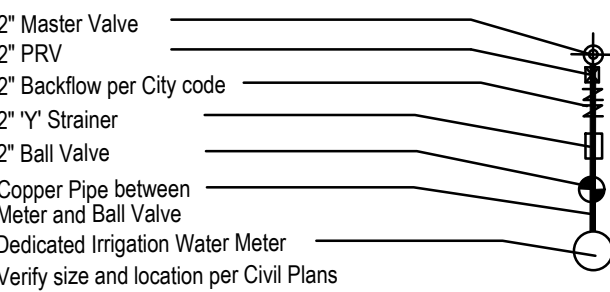 2" Master Valve
2" PRV
2" Backflow per City code
2" 'Y' Strainer
2" Ball Valve
Copper Pipe between
Meter and Ball Valve
Dedicated Irrigation Water Meter
Verify size and location per Civil Plans